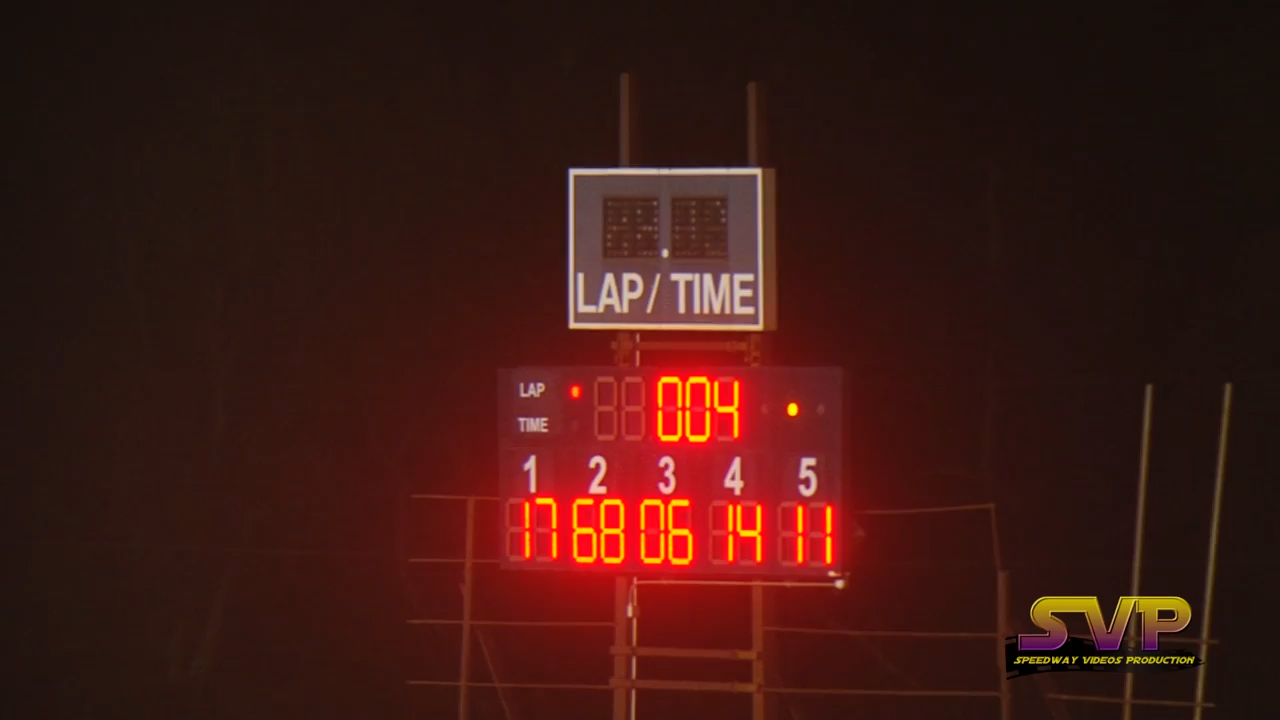 LAP / TIME
LAP 004
TIME
1 2 3 4 5
17 68 06 14 11
SVP
SPEEDWAY VIDEOS PRODUCTION